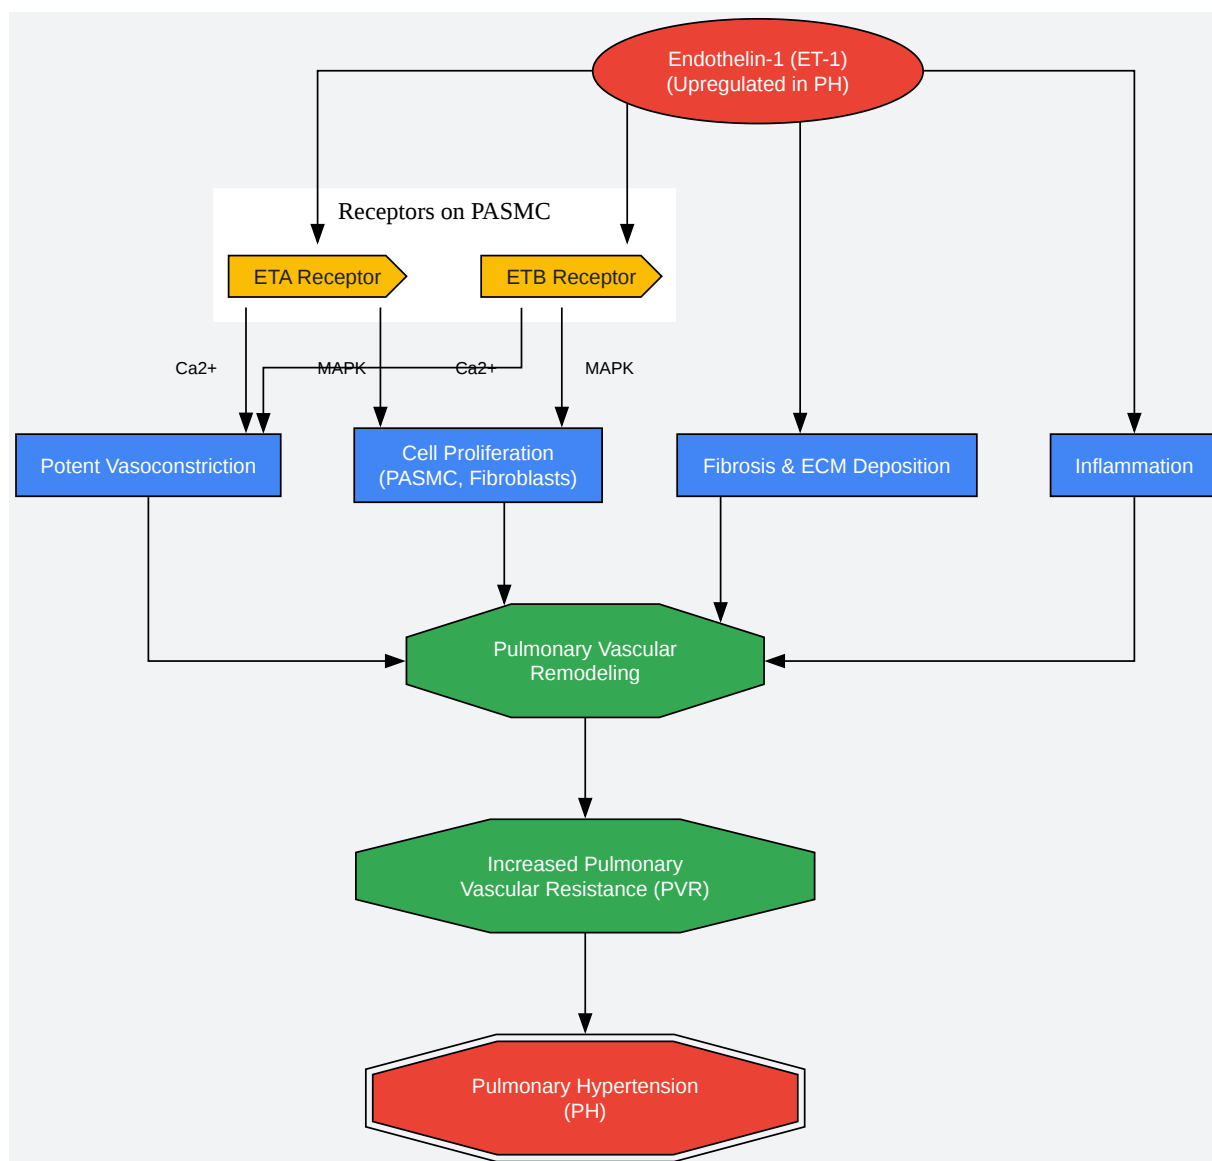 Endothelin-1 (ET-1)
(Upregulated in PH)
Receptors on PASMC
ETA Receptor
ETB Receptor
Ca2+
MAPK
Ca2+
MAPK
Potent Vasoconstriction
Cell Proliferation
(PASMC, Fibroblasts)
Fibrosis & ECM Deposition
Inflammation
Pulmonary Vascular
Remodeling
Increased Pulmonary
Vascular Resistance (PVR)
Pulmonary Hypertension
(PH)